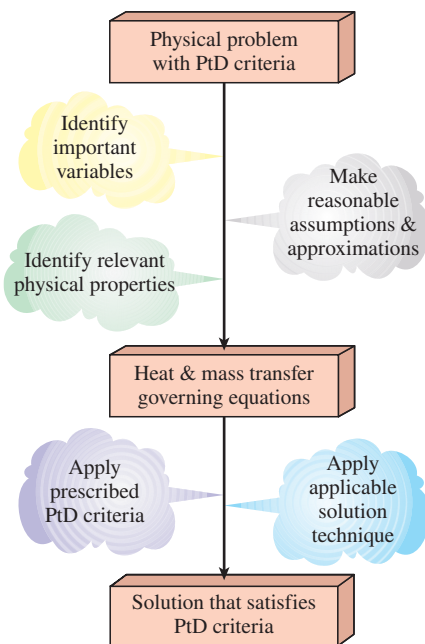 Physical problem
with PtD criteria
Identify
important
variables
Make
reasonable
assumptions &
approximations
Identify relevant
physical properties
Heat & mass transfer
governing equations
Apply
prescribed
PtD criteria
Apply
applicable
solution
technique
Solution that satisfies
PtD criteria